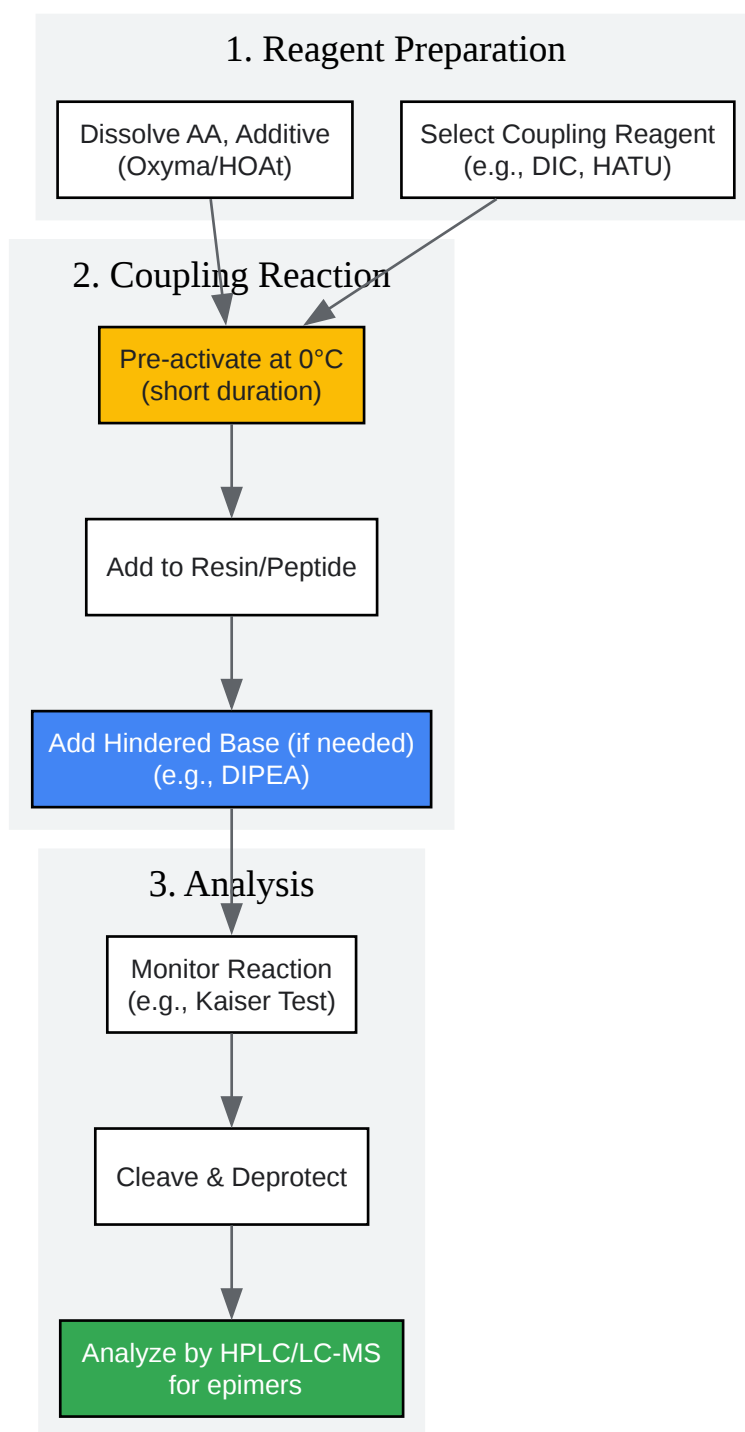 1. Reagent Preparation
Dissolve AA, Additive
(Oxyma/HOAt)
Select Coupling Reagent
(e.g., DIC, HATU)
2. Coupling Reaction
Pre-activate at 0°C
(short duration)
Add to Resin/Peptide
Add Hindered Base (if needed)
(e.g., DIPEA)
3. Analysis
Monitor Reaction
(e.g., Kaiser Test)
Cleave & Deprotect
Analyze by HPLC/LC-MS
for epimers